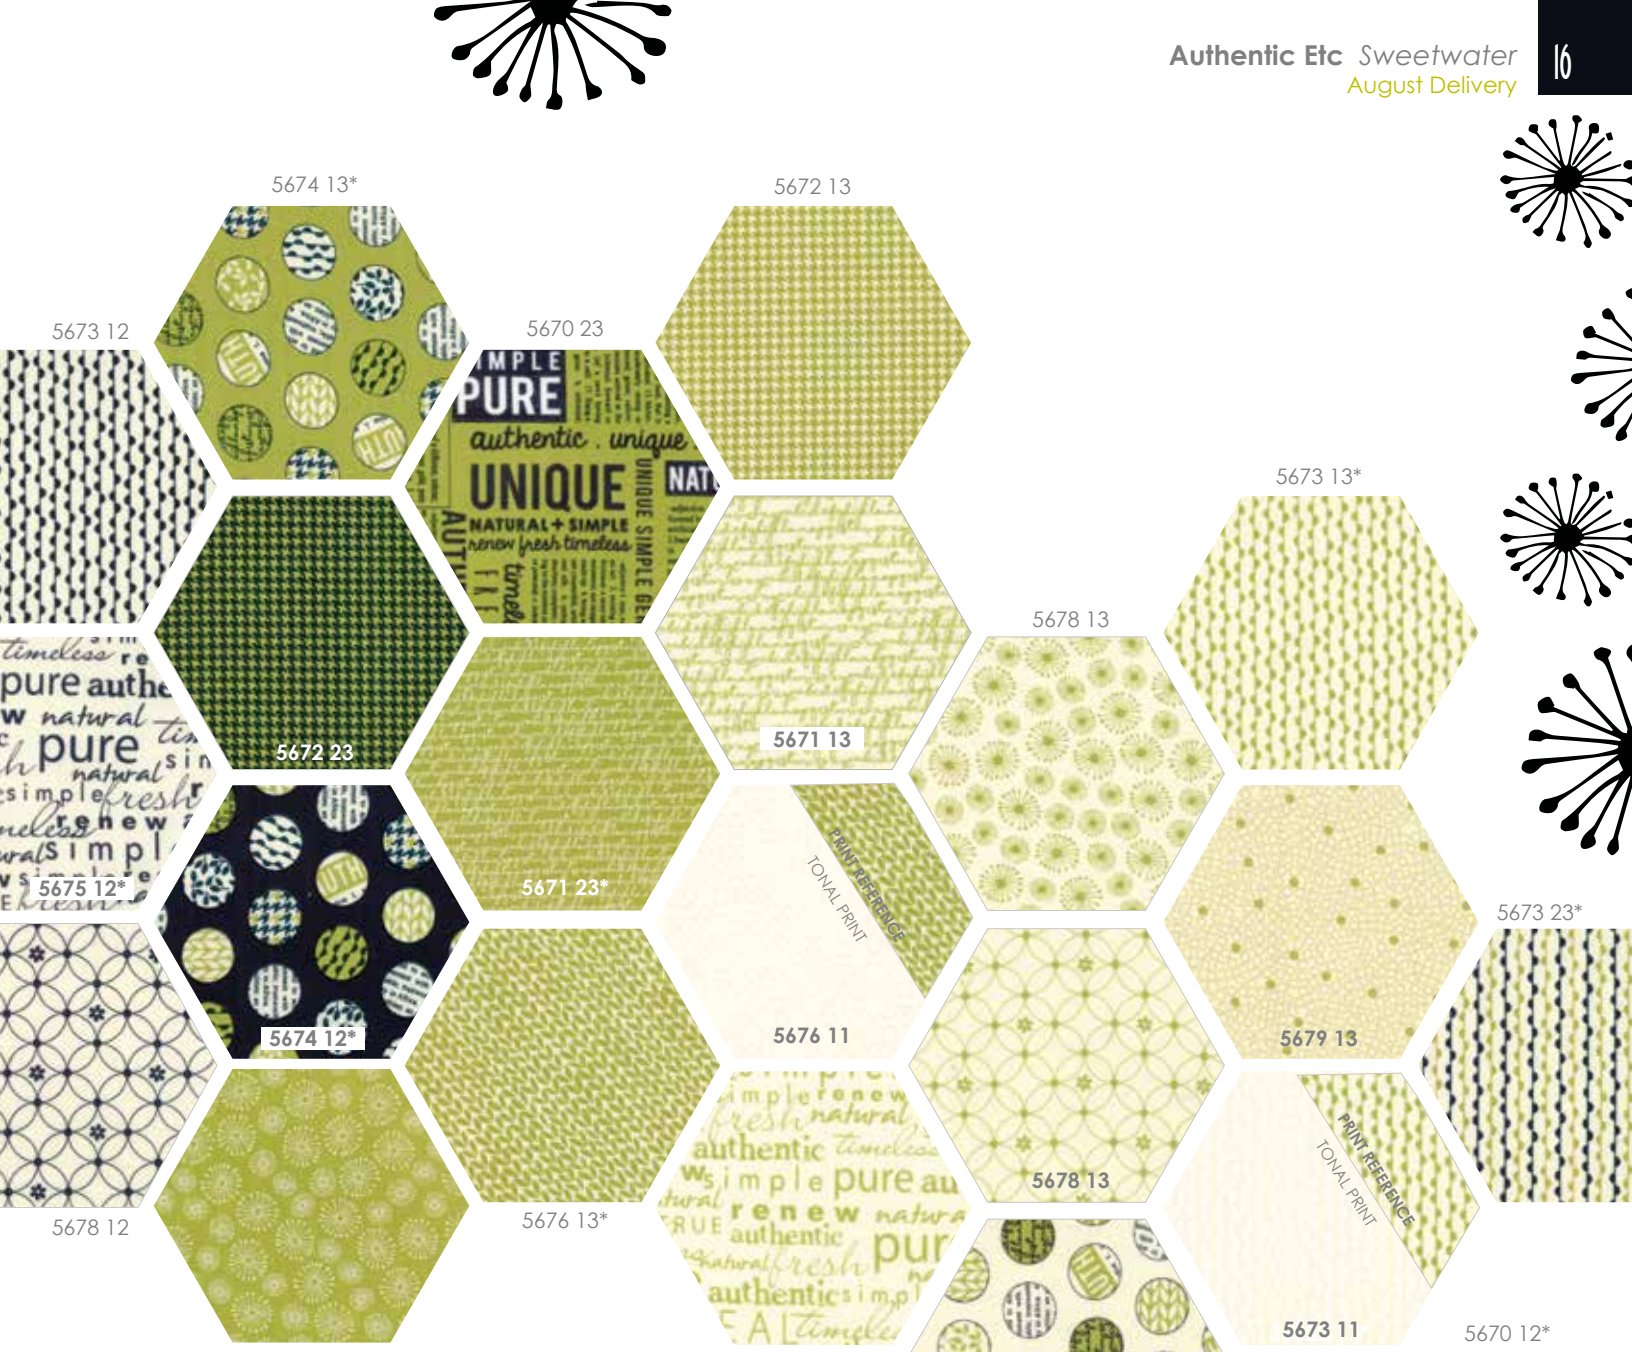 Authentic Etc Sweetwater
August Delivery
16
5674 13*
5672 13
5673 12
5670 23
PURE
authentic . unique
UNIQUE
NATURAL + SIMPLE
renew fresh timeless
UNIQUE SIMPLE
5673 13*
5678 13
5672 23
5671 13
timeless
pure
natural
pure
natural
simple fresh
renew
5675 12*
5671 23*
PRINT REFERENCE
TONAL PRINT
5673 23*
UTH
5674 12*
5676 11
5679 13
5678 12
5676 13*
simple renew
fresh natural
authentic timeless
simple pure
renew
TRUE authentic
natural fresh
authentic
5678 13
PRINT REFERENCE
TONAL PRINT
5673 11
5670 12*